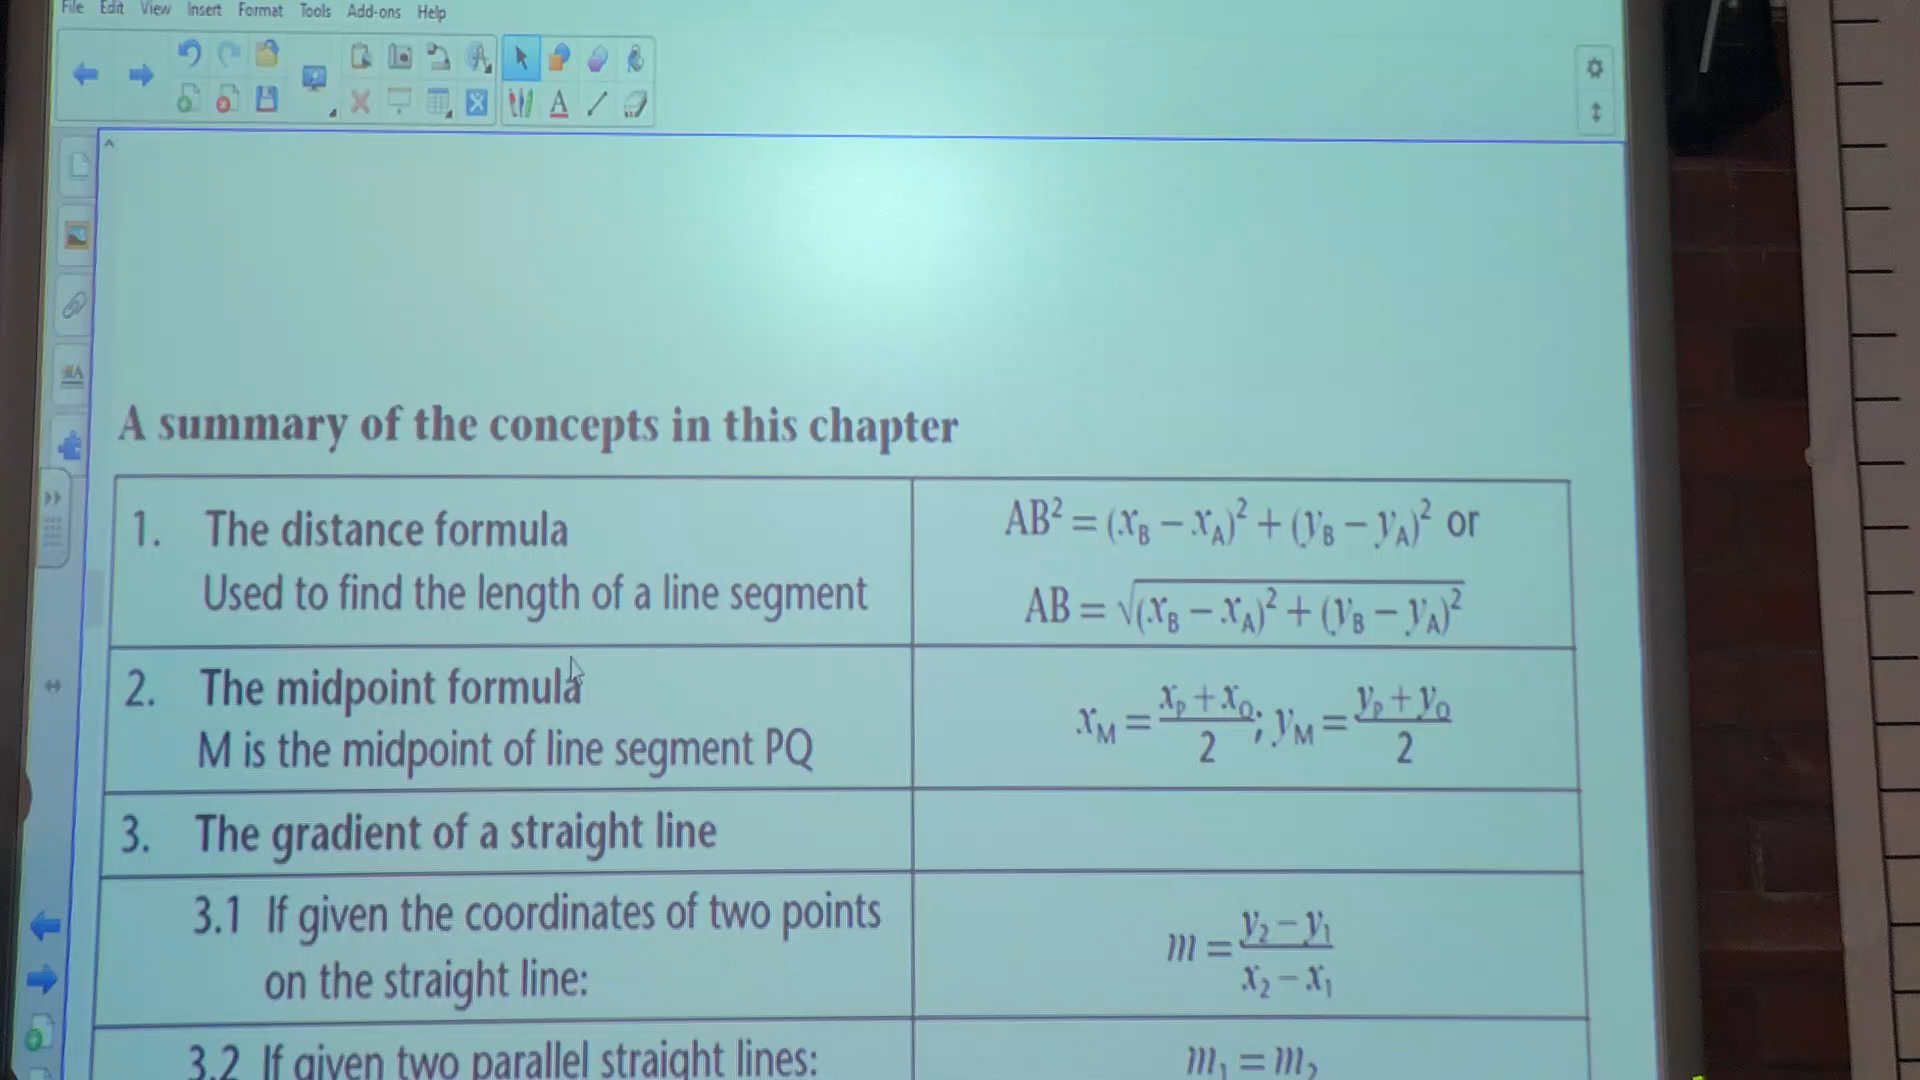 File Edit View Insert Format Tools Add-ons Help
A summary of the concepts in this chapter
1. The distance formula
Used to find the length of a line segment
AB² = (x_B − x_A)² + (y_B − y_A)² or
AB = √(x_B − x_A)² + (y_B − y_A)²
2. The midpoint formula
M is the midpoint of line segment PQ
x_M = (x_P + x_Q)/2 ; y_M = (y_P + y_Q)/2
3. The gradient of a straight line
3.1 If given the coordinates of two points
on the straight line:
m = (y₂ − y₁)/(x₂ − x₁)
3.2 If given two parallel straight lines:
m₁ = m₂